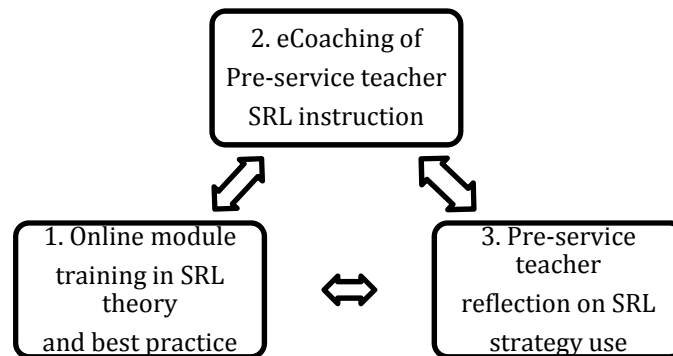 2. eCoaching of
Pre-service teacher
SRL instruction
1. Online module
training in SRL
theory
and best practice
3. Pre-service
teacher
reflection on SRL
strategy use